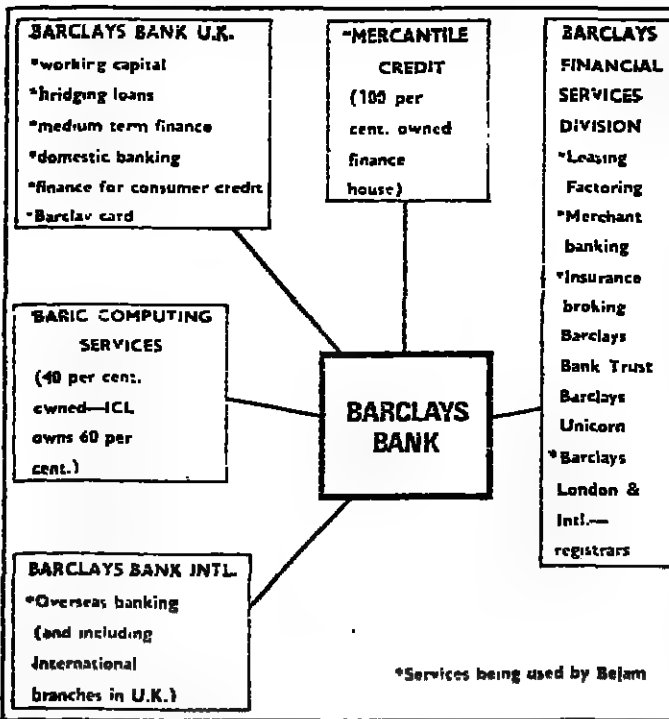 BARCLAYS BANK U.K.
*working capital
*bridging loans
*medium term finance
*domestic banking
*finance for consumer credit
*Barclay card
*MERCANTILE
CREDIT
(100 per
cent. owned
finance
house)
BARCLAYS
FINANCIAL
SERVICES
DIVISION
*Leasing
Factoring
*Merchant
banking
*Insurance
broking
Barclays
Bank Trust
Barclays
Unicorn
*Barclays
London &
Intl.—
registrars
BARIC COMPUTING
SERVICES
(40 per cent.
owned—ICL
owns 60 per
cent.)
BARCLAYS
BANK
BARCLAYS BANK INTL.
*Overseas banking
(and including
International
branches in U.K.)
*Services being used by Bejam